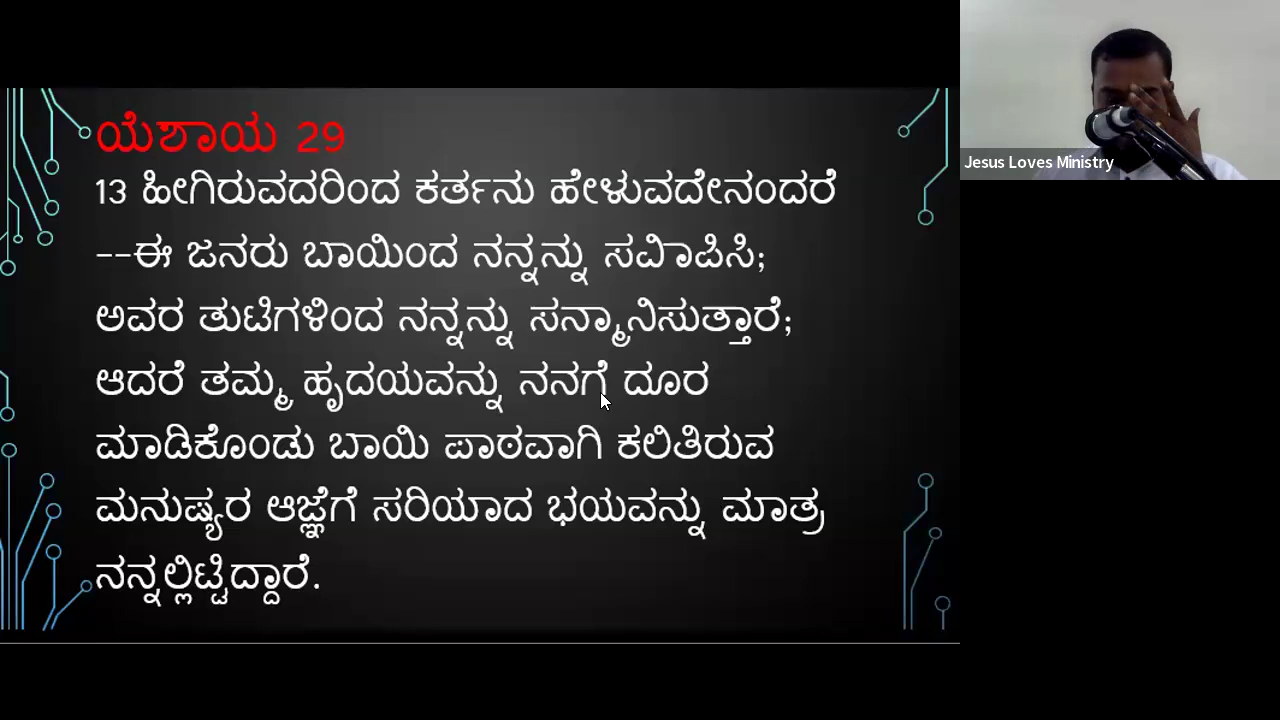 ಯೆಶಾಯ 29
13 ಹೀಗಿರುವದರಿಂದ ಕರ್ತನು ಹೇಳುವದೇನಂದರೆ
--ಈ ಜನರು ಬಾಯಿಂದ ನನ್ನನ್ನು ಸವಿಾಪಿಸಿ;
ಅವರ ತುಟಿಗಳಿಂದ ನನ್ನನ್ನು ಸನ್ಮಾನಿಸುತ್ತಾರೆ;
ಆದರೆ ತಮ್ಮ ಹೃದಯವನ್ನು ನನಗೆ ದೂರ
ಮಾಡಿಕೊಂಡು ಬಾಯಿ ಪಾಠವಾಗಿ ಕಲಿತಿರುವ
ಮನುಷ್ಯರ ಆಜ್ಞೆಗೆ ಸರಿಯಾದ ಭಯವನ್ನು ಮಾತ್ರ
ನನ್ನಲ್ಲಿಟ್ಟಿದ್ದಾರೆ.
Jesus Loves Ministry